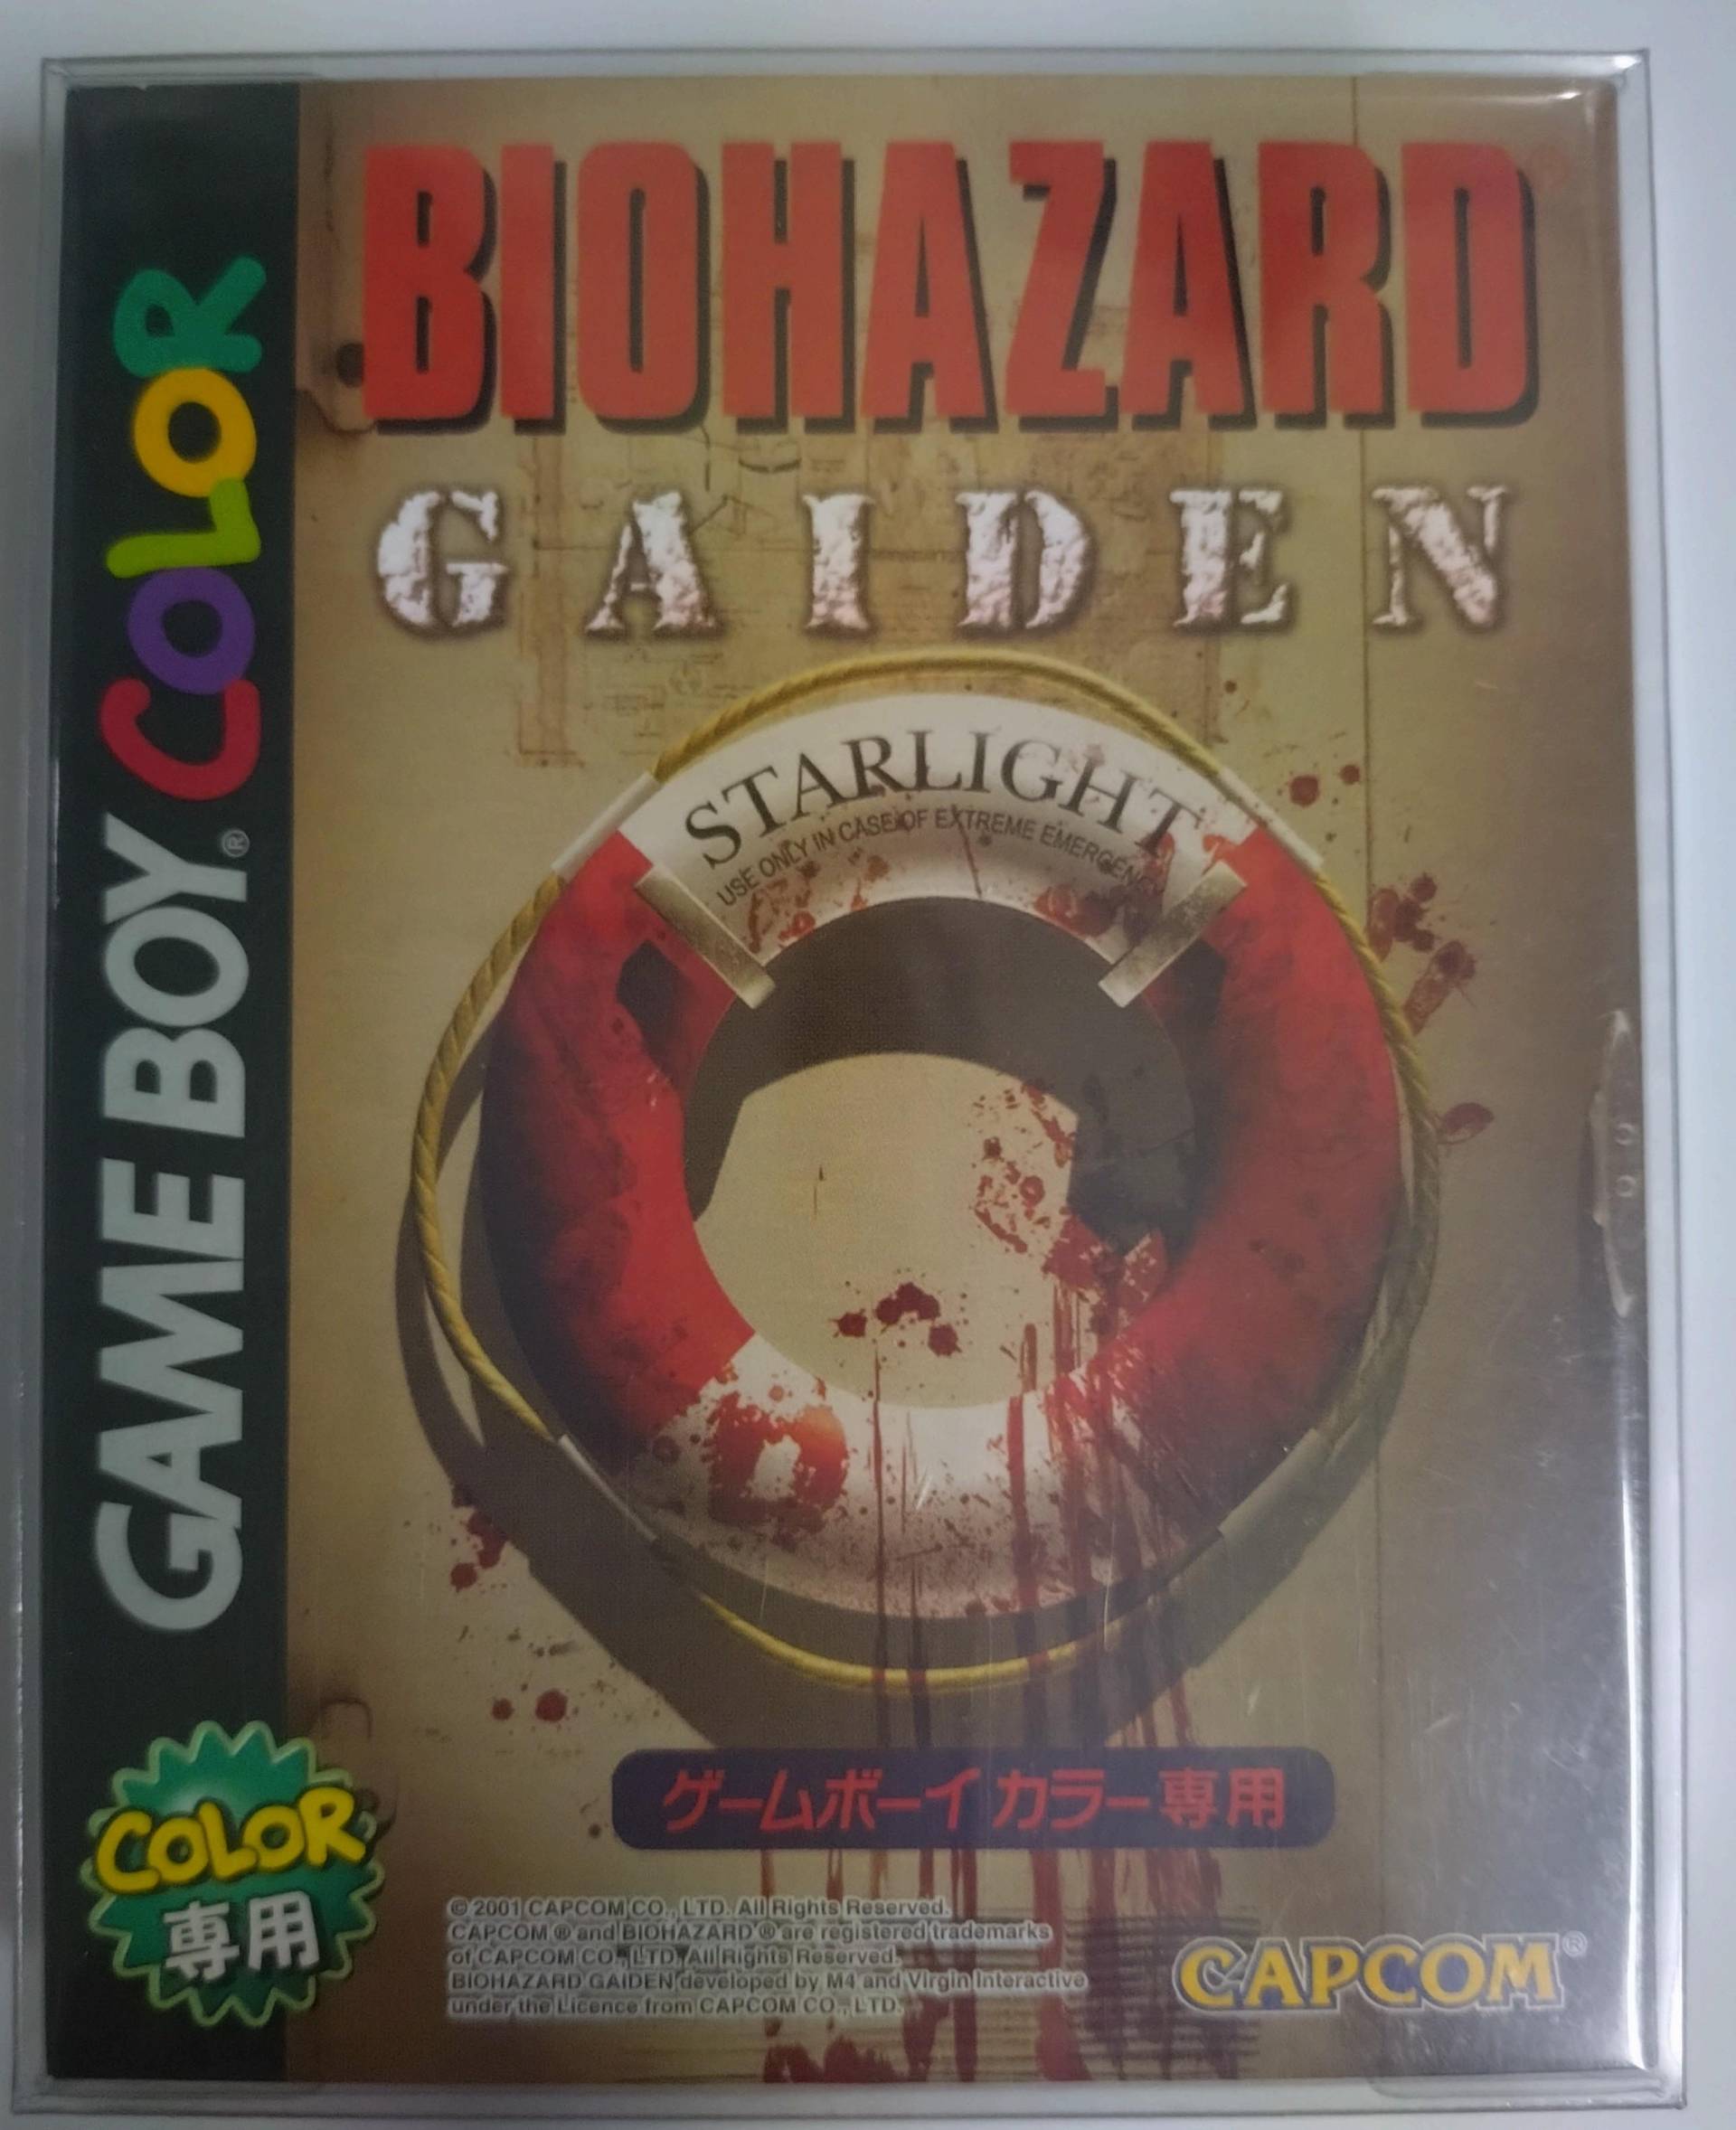 BIOHAZARD
GAIDEN
GAME BOY® COLOR
STARLIGHT
USE ONLY IN CASE OF EXTREME EMERGENCY
ゲームボーイカラー専用
COLOR
専用
© 2001 CAPCOM CO., LTD. All Rights Reserved.
CAPCOM ® and BIOHAZARD ® are registered trademarks
of CAPCOM CO., LTD. All Rights Reserved.
BIOHAZARD GAIDEN developed by M4 and Virgin Interactive
under the Licence from CAPCOM CO., LTD.
CAPCOM®